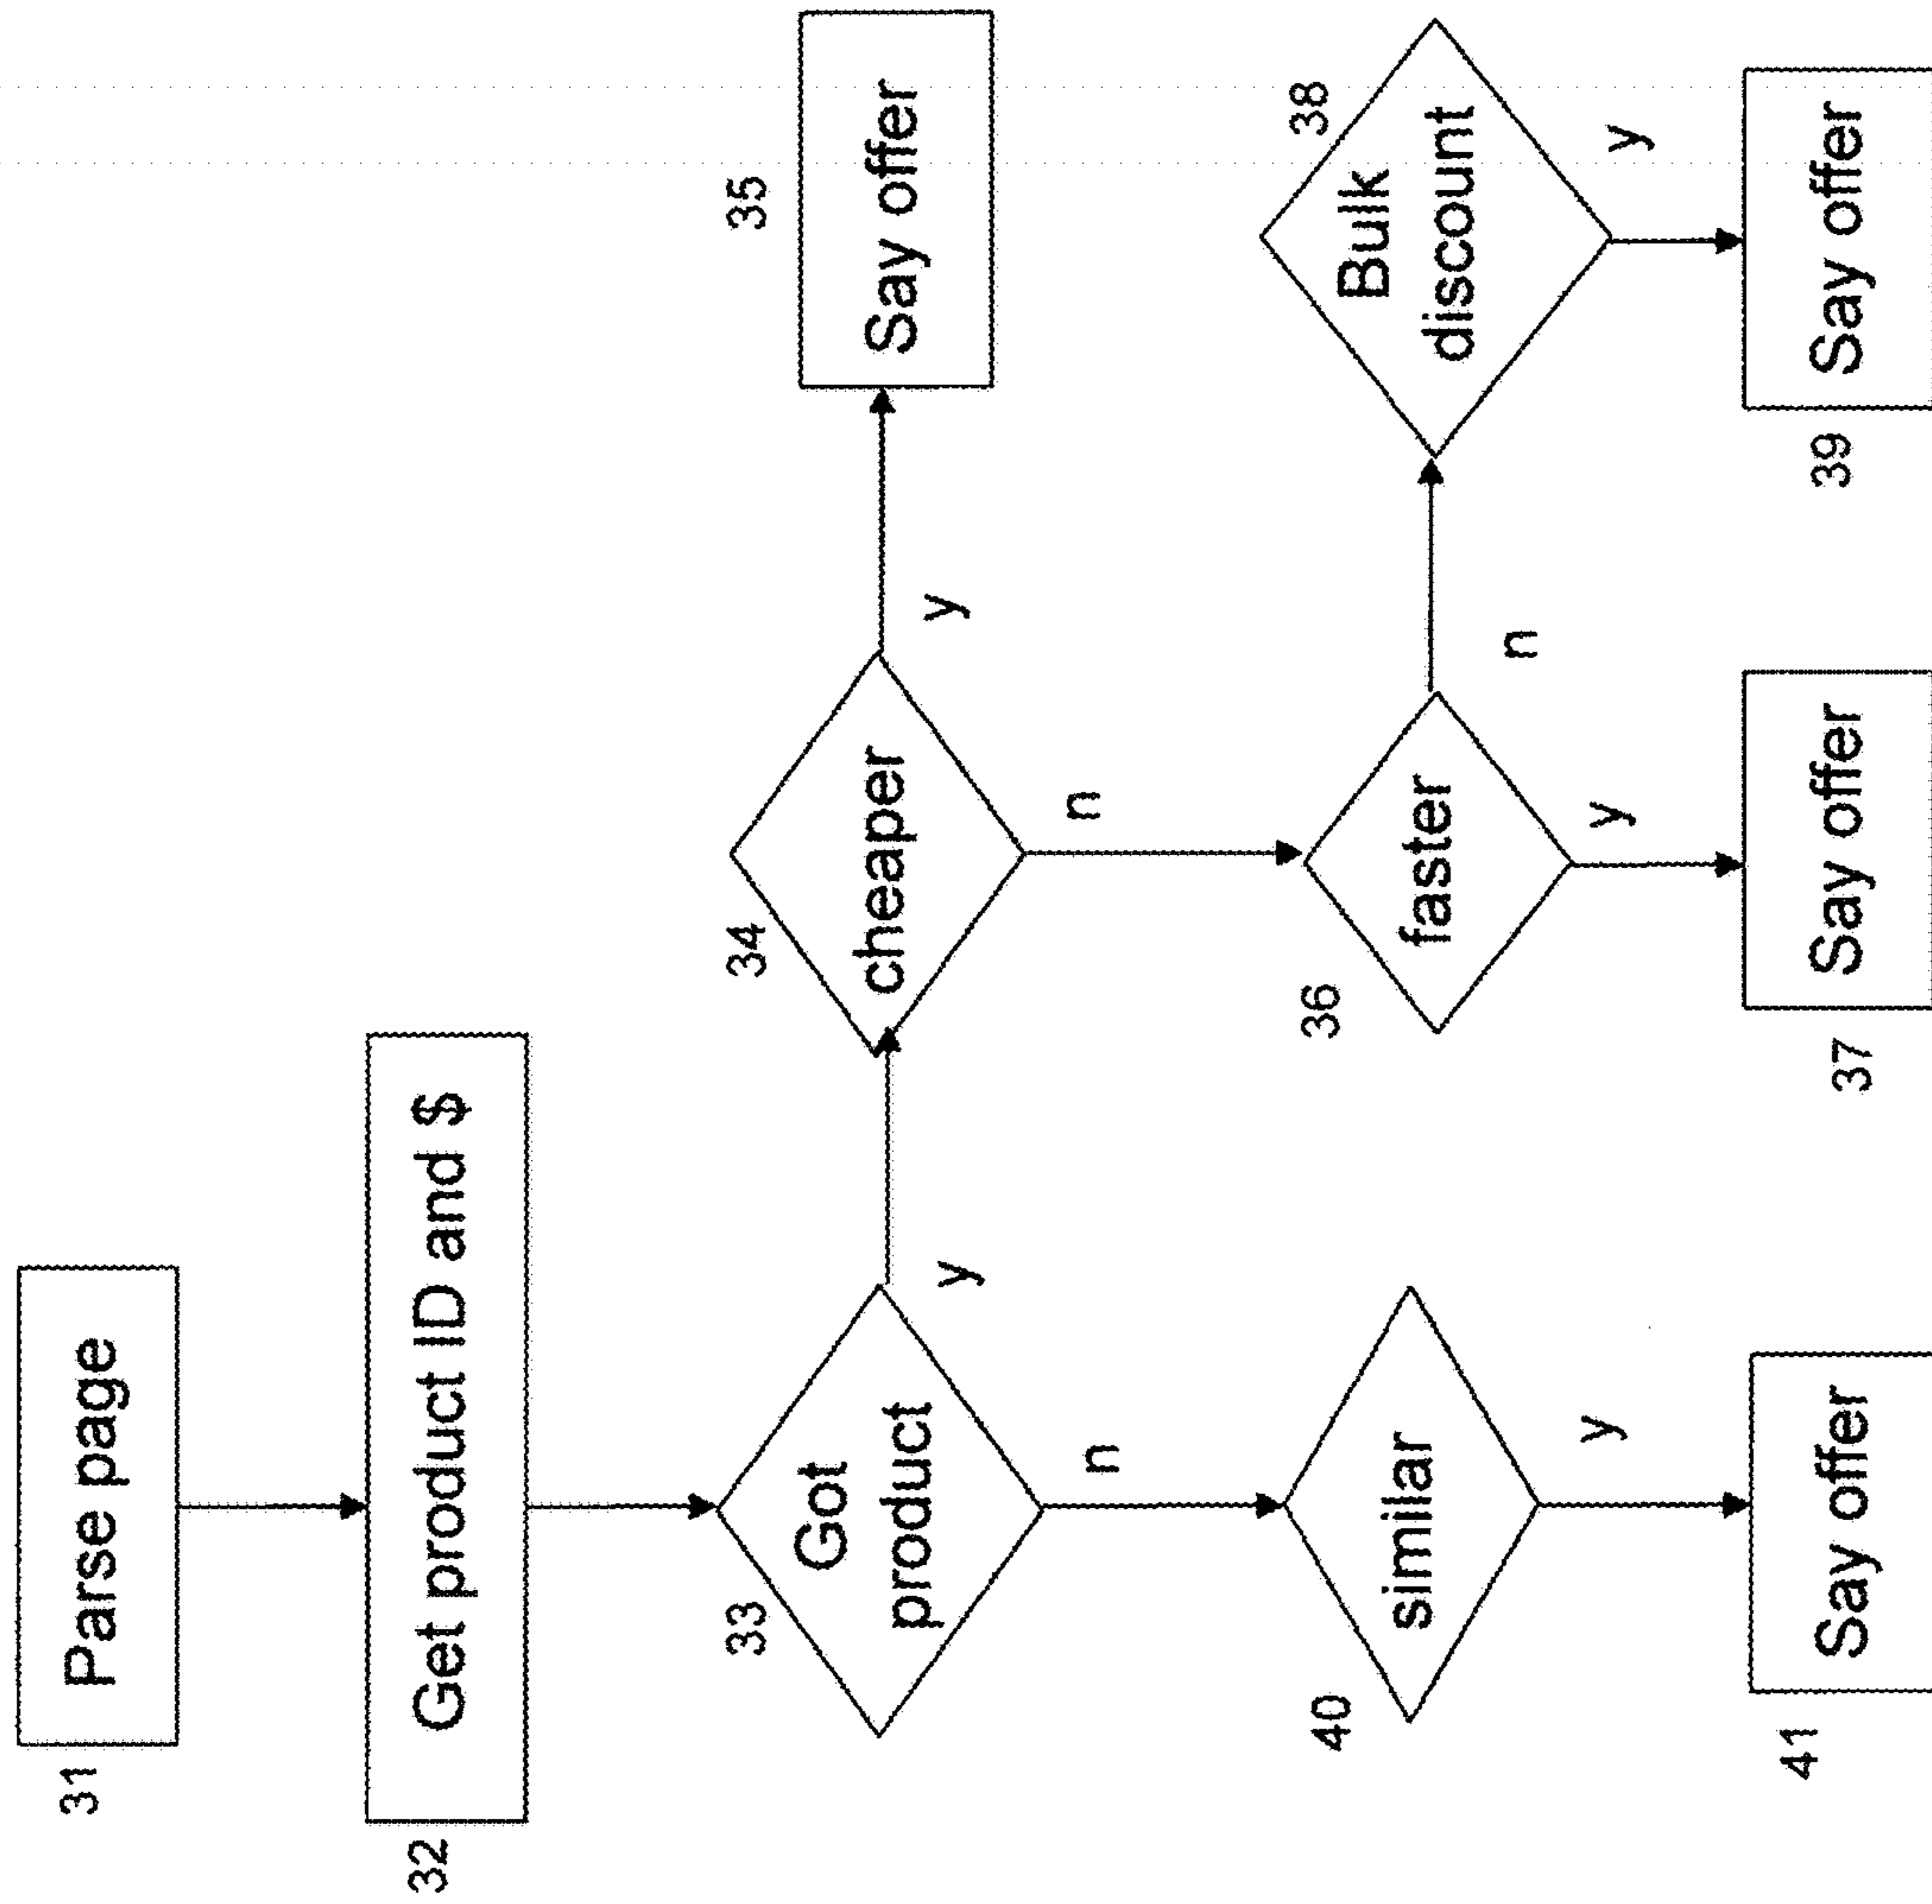 31
Parse page
32
Get product ID and $
33
Got
product
y
n
34
cheaper
y
n
35
Say offer
36
faster
n
y
37
Say offer
38
Bulk
discount
y
39
Say offer
40
similar
y
41
Say offer